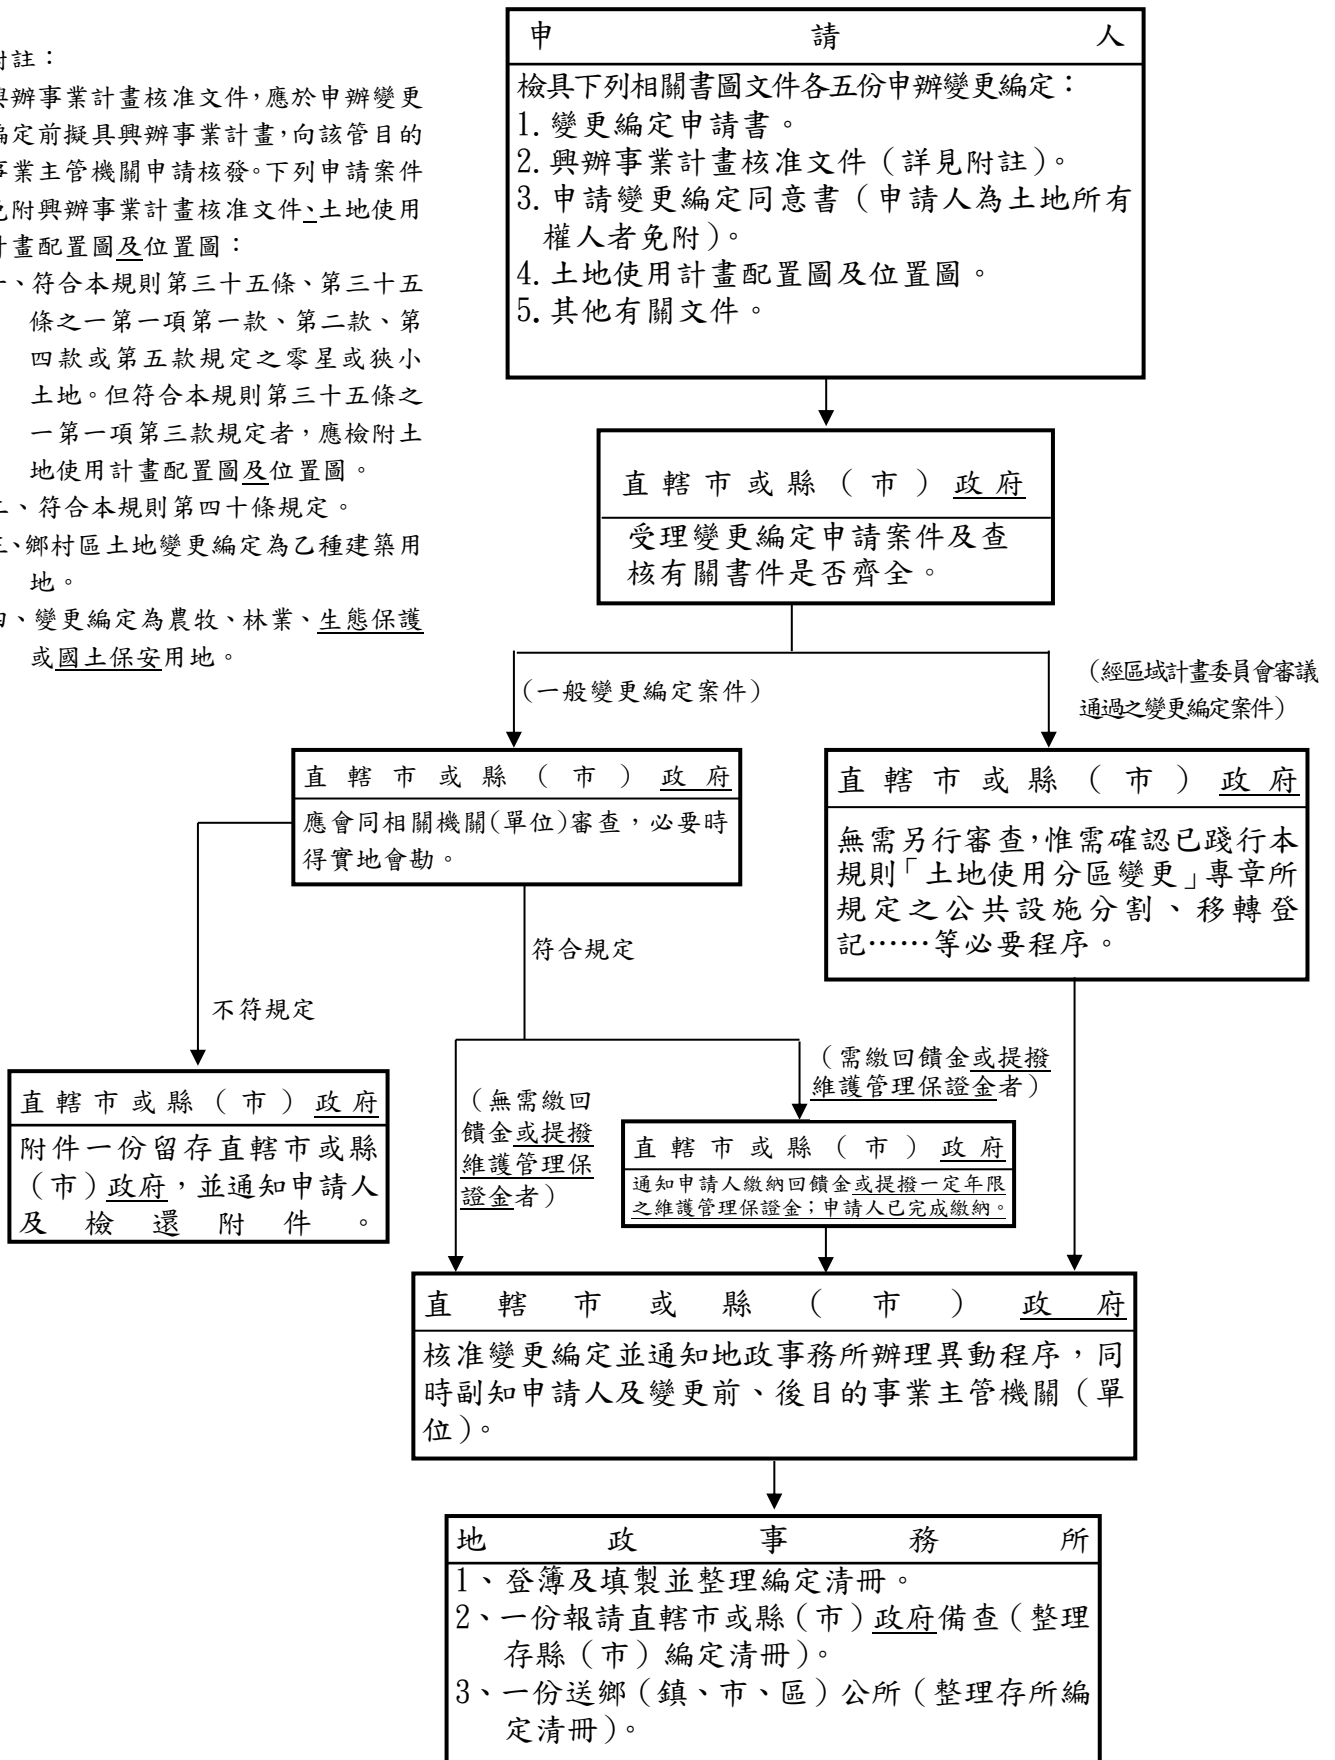 附註：
興辦事業計畫核准文件，應於申辦變更
編定前擬具興辦事業計畫，向該管目的
事業主管機關申請核發。下列申請案件
免附興辦事業計畫核准文件、土地使用
計畫配置圖及位置圖：
一、符合本規則第三十五條、第三十五
條之一第一項第一款、第二款、第
四款或第五款規定之零星或狹小
土地。但符合本規則第三十五條之
一第一項第三款規定者，應檢附土
地使用計畫配置圖及位置圖。
二、符合本規則第四十條規定。
三、鄉村區土地變更編定為乙種建築用
地。
四、變更編定為農牧、林業、生態保護
或國土保安用地。
申請人
檢具下列相關書圖文件各五份申辦變更編定：
1.變更編定申請書。
2.興辦事業計畫核准文件（詳見附註）。
3.申請變更編定同意書（申請人為土地所有
權人者免附）。
4.土地使用計畫配置圖及位置圖。
5.其他有關文件。
直轄市或縣（市）政府
受理變更編定申請案件及查
核有關書件是否齊全。
（一般變更編定案件）
（經區域計畫委員會審議
通過之變更編定案件）
直轄市或縣（市）政府
應會同相關機關(單位)審查，必要時
得實地會勘。
直轄市或縣（市）政府
無需另行審查，惟需確認已踐行本
規則「土地使用分區變更」專章所
規定之公共設施分割、移轉登
記……等必要程序。
符合規定
不符規定
直轄市或縣（市）政府
附件一份留存直轄市或縣
（市）政府，並通知申請人
及檢還附件。
（無需繳回
饋金或提撥
維護管理保
證金者）
（需繳回饋金或提撥
維護管理保證金者）
直轄市或縣（市）政府
通知申請人繳納回饋金或提撥一定年限
之維護管理保證金；申請人已完成繳納。
直轄市或縣（市）政府
核准變更編定並通知地政事務所辦理異動程序，同
時副知申請人及變更前、後目的事業主管機關（單
位）。
地政事務所
1、登簿及填製並整理編定清冊。
2、一份報請直轄市或縣（市）政府備查（整理
存縣（市）編定清冊）。
3、一份送鄉（鎮、市、區）公所（整理存所編
定清冊）。